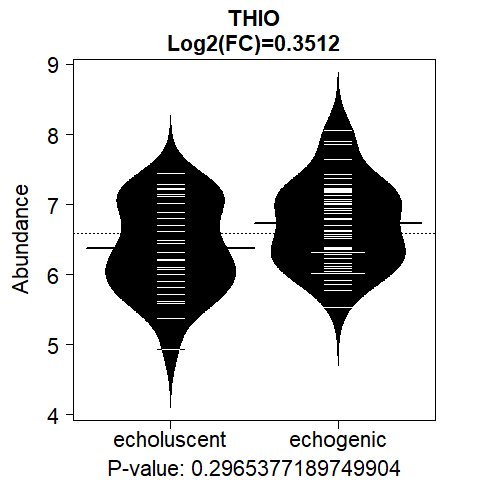 THIO
Log2(FC)=0.3512
Abundance
9
8
7
6
5
4
echoluscent echogenic
P-value: 0.2965377189749904